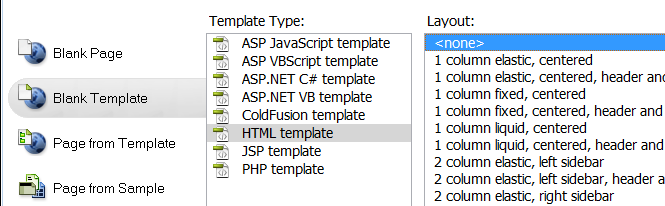 Blank Page
Blank Template
Page from Template
Page from Sample
Template Type:
ASP JavaScript template
ASP VBScript template
ASP.NET C# template
ASP.NET VB template
ColdFusion template
HTML template
JSP template
PHP template
Layout:
<none>
1 column elastic, centered
1 column elastic, centered, header and
1 column fixed, centered
1 column fixed, centered, header and
1 column liquid, centered
1 column liquid, centered, header and
2 column elastic, left sidebar
2 column elastic, left sidebar, header and
2 column elastic, right sidebar